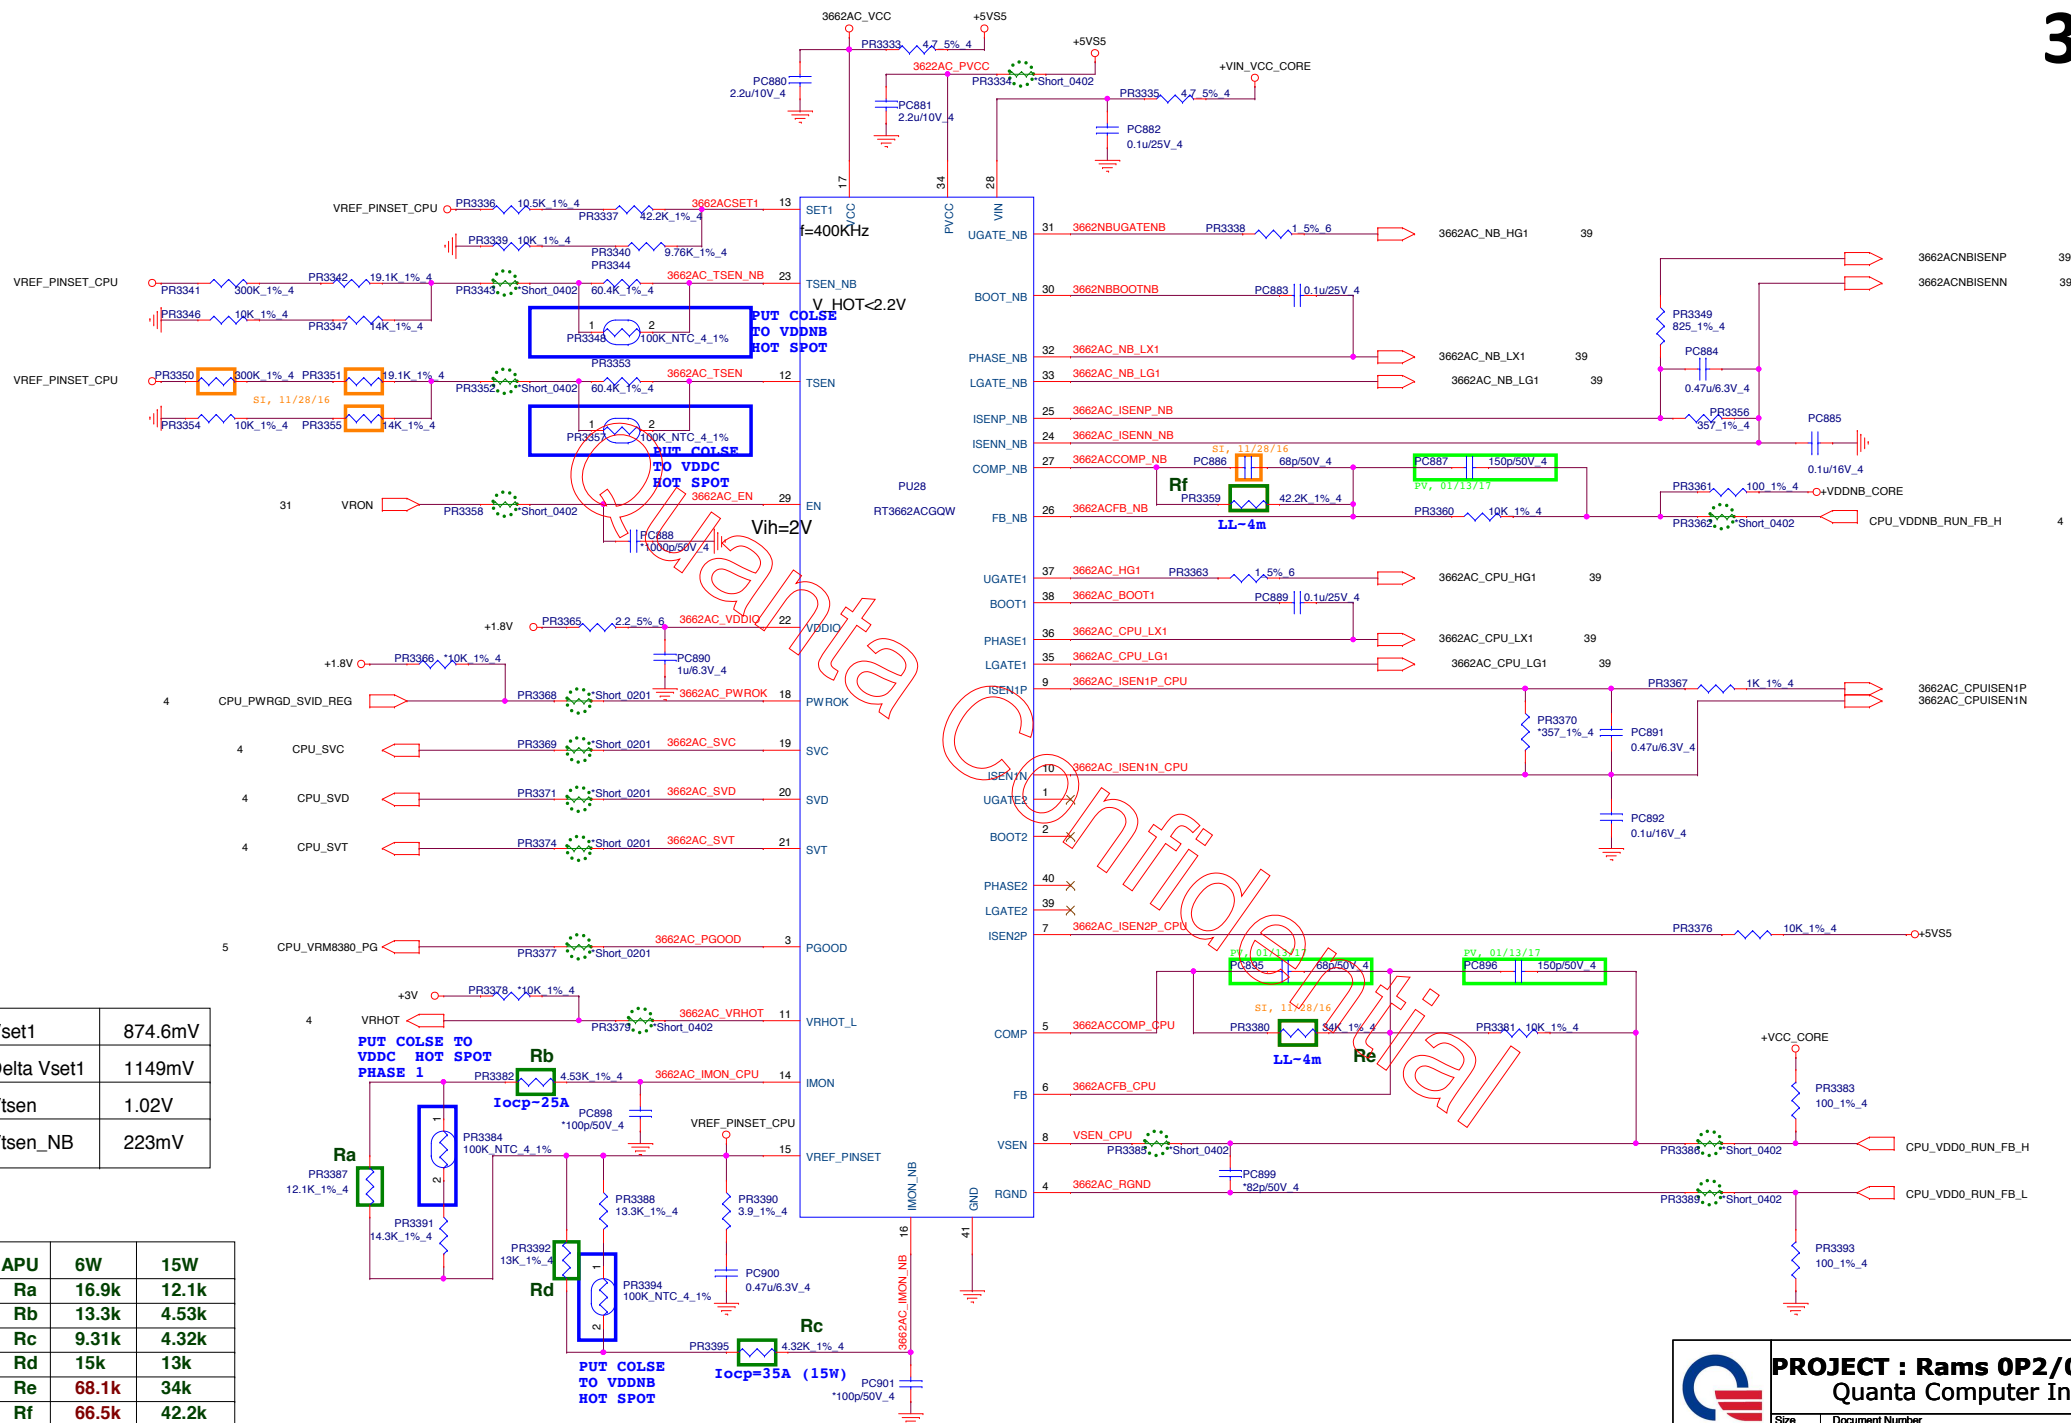 3
3662AC_VCC
+5VS5
PR3333 4.7_5%_4
+5VS5
3622AC_PVCC
PR3334 *Short_0402
+VIN_VCC_CORE
PC880
2.2u/10V_4
PC881
2.2u/10V_4
PR3335 4.7_5%_4
PC882
0.1u/25V_4
17
34
28
VCC
PVCC
VIN
VREF_PINSET_CPU
PR3336 10.5K_1%_4
PR3337 42.2K_1%_4
3662ACSET1
13
SET1
f=400KHz
PR3339 10K_1%_4
PR3340 9.76K_1%_4
PR3344
60.4K_1%_4
VREF_PINSET_CPU
PR3341 300K_1%_4
PR3342 19.1K_1%_4
PR3343 *Short_0402
3662AC_TSEN_NB
23
TSEN_NB
V_HOT<2.2V
PR3346 10K_1%_4
PR3347 14K_1%_4
1 2
PR3348 100K_NTC_4_1%
PUT COLSE
TO VDDNB
HOT SPOT
VREF_PINSET_CPU
PR3350 300K_1%_4
PR3351 19.1K_1%_4
SI, 11/28/16
PR3352 *Short_0402
PR3353
60.4K_1%_4
3662AC_TSEN
12
TSEN
PR3354 10K_1%_4
PR3355 14K_1%_4
1 2
PR3357 100K_NTC_4_1%
PUT COLSE
TO VDDC
HOT SPOT
31
VRON
PR3358 *Short_0402
3662AC_EN
29
EN
Vih=2V
PC888
*1000p/50V_4
PU28
RT3662ACGQW
+1.8V
PR3365 2.2_5%_6
3662AC_VDDIO
22
VDDIO
PC890
1u/6.3V_4
+1.8V
PR3366 *10K_1%_4
4
CPU_PWRGD_SVID_REG
PR3368 *Short_0201
3662AC_PWROK
18
PWROK
4
CPU_SVC
PR3369 *Short_0201
3662AC_SVC
19
SVC
4
CPU_SVD
PR3371 *Short_0201
3662AC_SVD
20
SVD
4
CPU_SVT
PR3374 *Short_0201
3662AC_SVT
21
SVT
5
CPU_VRM8380_PG
PR3377 *Short_0201
3662AC_PGOOD
3
PGOOD
+3V
PR3378 *10K_1%_4
4
VRHOT
PR3379 *Short_0402
3662AC_VRHOT
11
VRHOT_L
PUT COLSE TO
VDDC HOT SPOT
PHASE 1
Rb
PR3382 4.53K_1%_4
Iocp~25A
3662AC_IMON_CPU
14
IMON
PC898
*100p/50V_4
VREF_PINSET_CPU
15
VREF_PINSET
1
2
PR3384
100K_NTC_4_1%
Ra
PR3387
12.1K_1%_4
PR3391
14.3K_1%_4
PR3388
13.3K_1%_4
PR3390
3.9_1%_4
PR3392
13K_1%_4
Rd
1
2
PR3394
100K_NTC_4_1%
PC900
0.47u/6.3V_4
Rc
PR3395 4.32K_1%_4
Iocp=35A (15W)
PUT COLSE
TO VDDNB
HOT SPOT
3662AC_IMON_NB
16
IMON_NB
PC901
*100p/50V_4
41
GND
UGATE_NB
31
3662NBUGATENB
PR3338 1_5%_6
3662AC_NB_HG1 39
BOOT_NB
30
3662NBBOOTNB
PC883 0.1u/25V_4
PHASE_NB
32
3662AC_NB_LX1
3662AC_NB_LX1 39
LGATE_NB
33
3662AC_NB_LG1
3662AC_NB_LG1 39
3662ACNBISENP 39
3662ACNBISENN 39
PR3349
825_1%_4
PC884
0.47u/6.3V_4
ISENP_NB
25
3662AC_ISENP_NB
PR3356
357_1%_4
ISENN_NB
24
3662AC_ISENN_NB
PC885
0.1u/16V_4
COMP_NB
27
3662ACCOMP_NB
SI, 11/28/16
PC886 68p/50V_4
PC887 150p/50V_4
PV, 01/13/17
Rf
PR3359 42.2K_1%_4
LL~4m
FB_NB
26
3662ACFB_NB
PR3360 10K_1%_4
PR3361 100_1%_4
+VDDNB_CORE
PR3362 *Short_0402
CPU_VDDNB_RUN_FB_H 4
UGATE1
37
3662AC_HG1
PR3363 1_5%_6
3662AC_CPU_HG1 39
BOOT1
38
3662AC_BOOT1
PC889 0.1u/25V_4
PHASE1
36
3662AC_CPU_LX1
3662AC_CPU_LX1 39
LGATE1
35
3662AC_CPU_LG1
3662AC_CPU_LG1 39
ISEN1P
9
3662AC_ISEN1P_CPU
PR3367 1K_1%_4
3662AC_CPUISEN1P
3662AC_CPUISEN1N
PR3370
*357_1%_4
PC891
0.47u/6.3V_4
ISEN1N
10
3662AC_ISEN1N_CPU
PC892
0.1u/16V_4
UGATE2
1
BOOT2
2
PHASE2
40
LGATE2
39
ISEN2P
7
3662AC_ISEN2P_CPU
PR3376 10K_1%_4
+5VS5
PV, 01/13/17
PC895 68p/50V_4
PV, 01/13/17
PC896 150p/50V_4
SI, 11/28/16
COMP
5
3662ACCOMP_CPU
PR3380 34K_1%_4
LL~4m
Re
PR3381 10K_1%_4
FB
6
3662ACFB_CPU
+VCC_CORE
PR3383
100_1%_4
VSEN
8
VSEN_CPU
PR3385 *Short_0402
PR3386 *Short_0402
CPU_VDD0_RUN_FB_H
PC899
*82p/50V_4
RGND
4
3662AC_RGND
PR3389 *Short_0402
CPU_VDD0_RUN_FB_L
PR3393
100_1%_4
Quanta Confidential
set1 874.6mV
elta Vset1 1149mV
tsen 1.02V
tsen_NB 223mV
APU 6W 15W
Ra 16.9k 12.1k
Rb 13.3k 4.53k
Rc 9.31k 4.32k
Rd 15k 13k
Re 68.1k 34k
Rf 66.5k 42.2k
PROJECT : Rams 0P2/
Quanta Computer In
Size Document Number